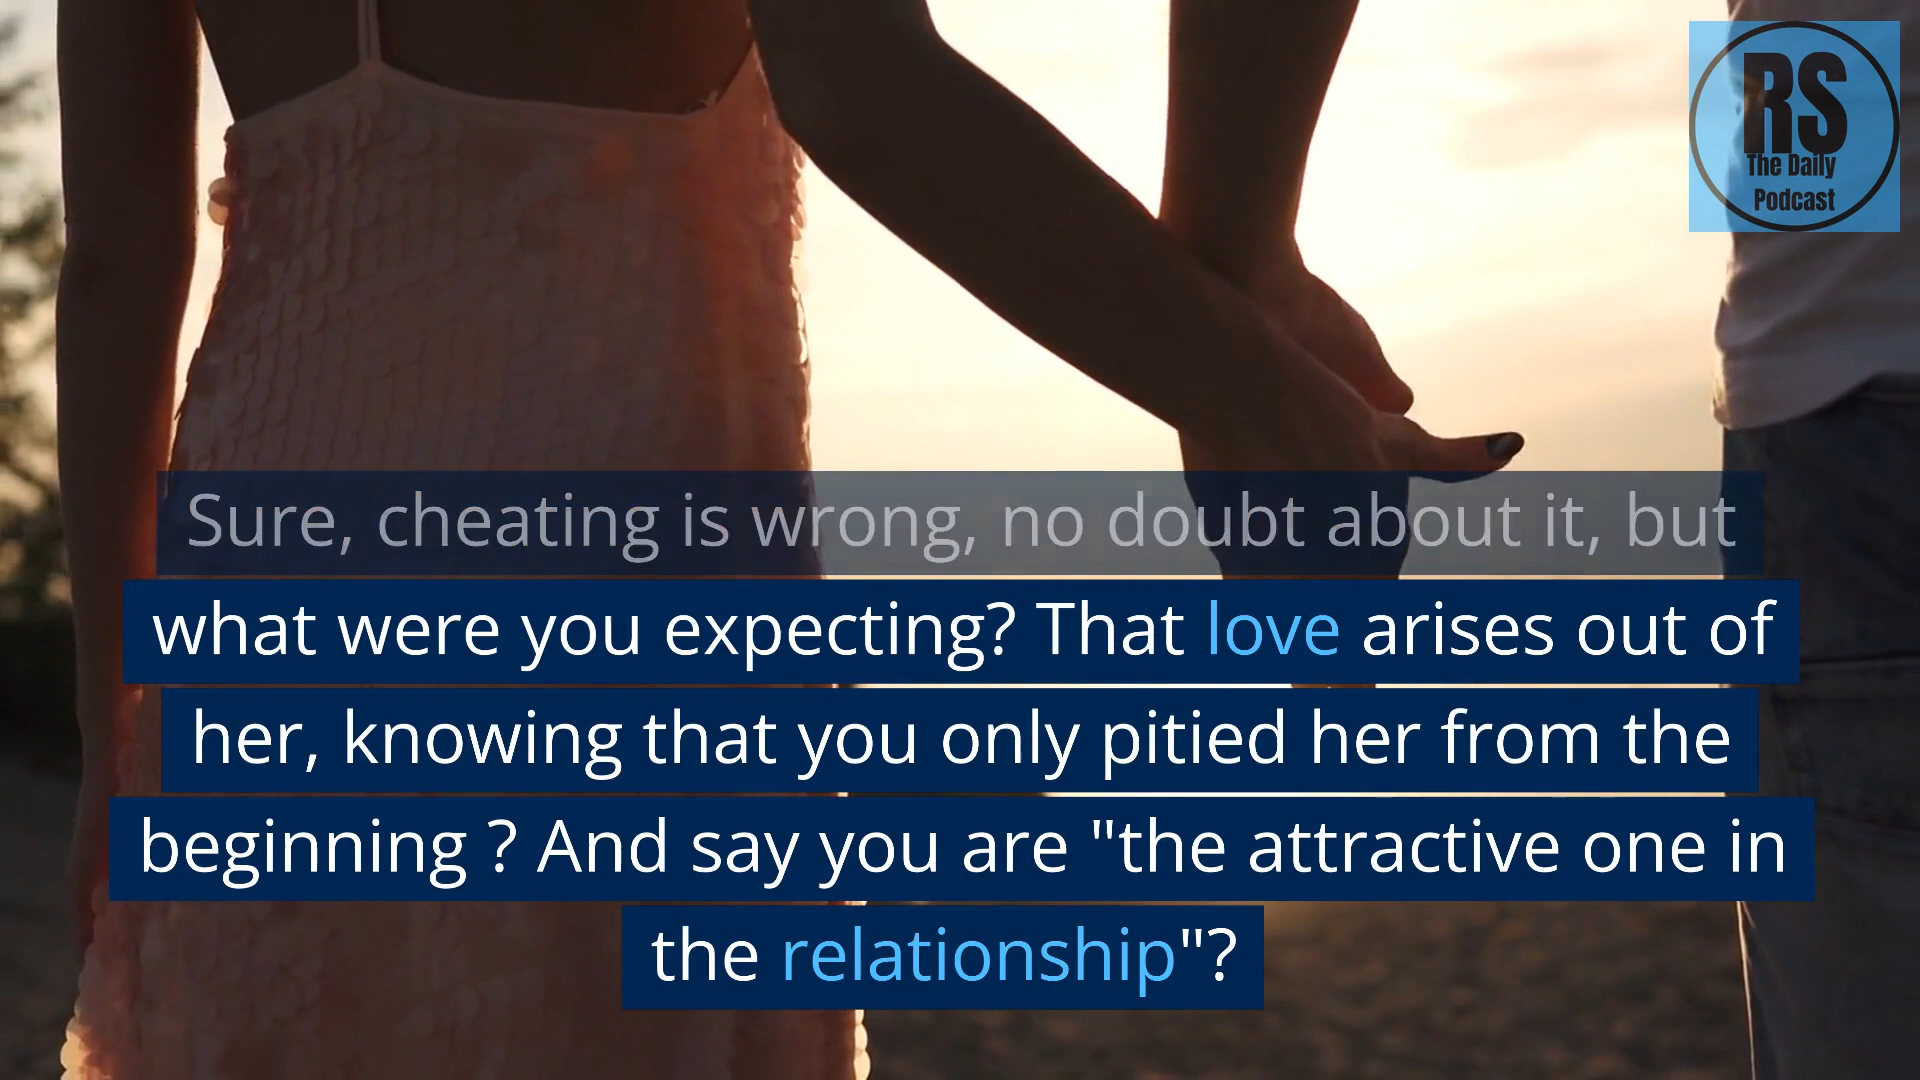 RS
The Daily
Podcast
Sure, cheating is wrong, no doubt about it, but
what were you expecting? That love arises out of
her, knowing that you only pitied her from the
beginning ? And say you are "the attractive one in
the relationship"?